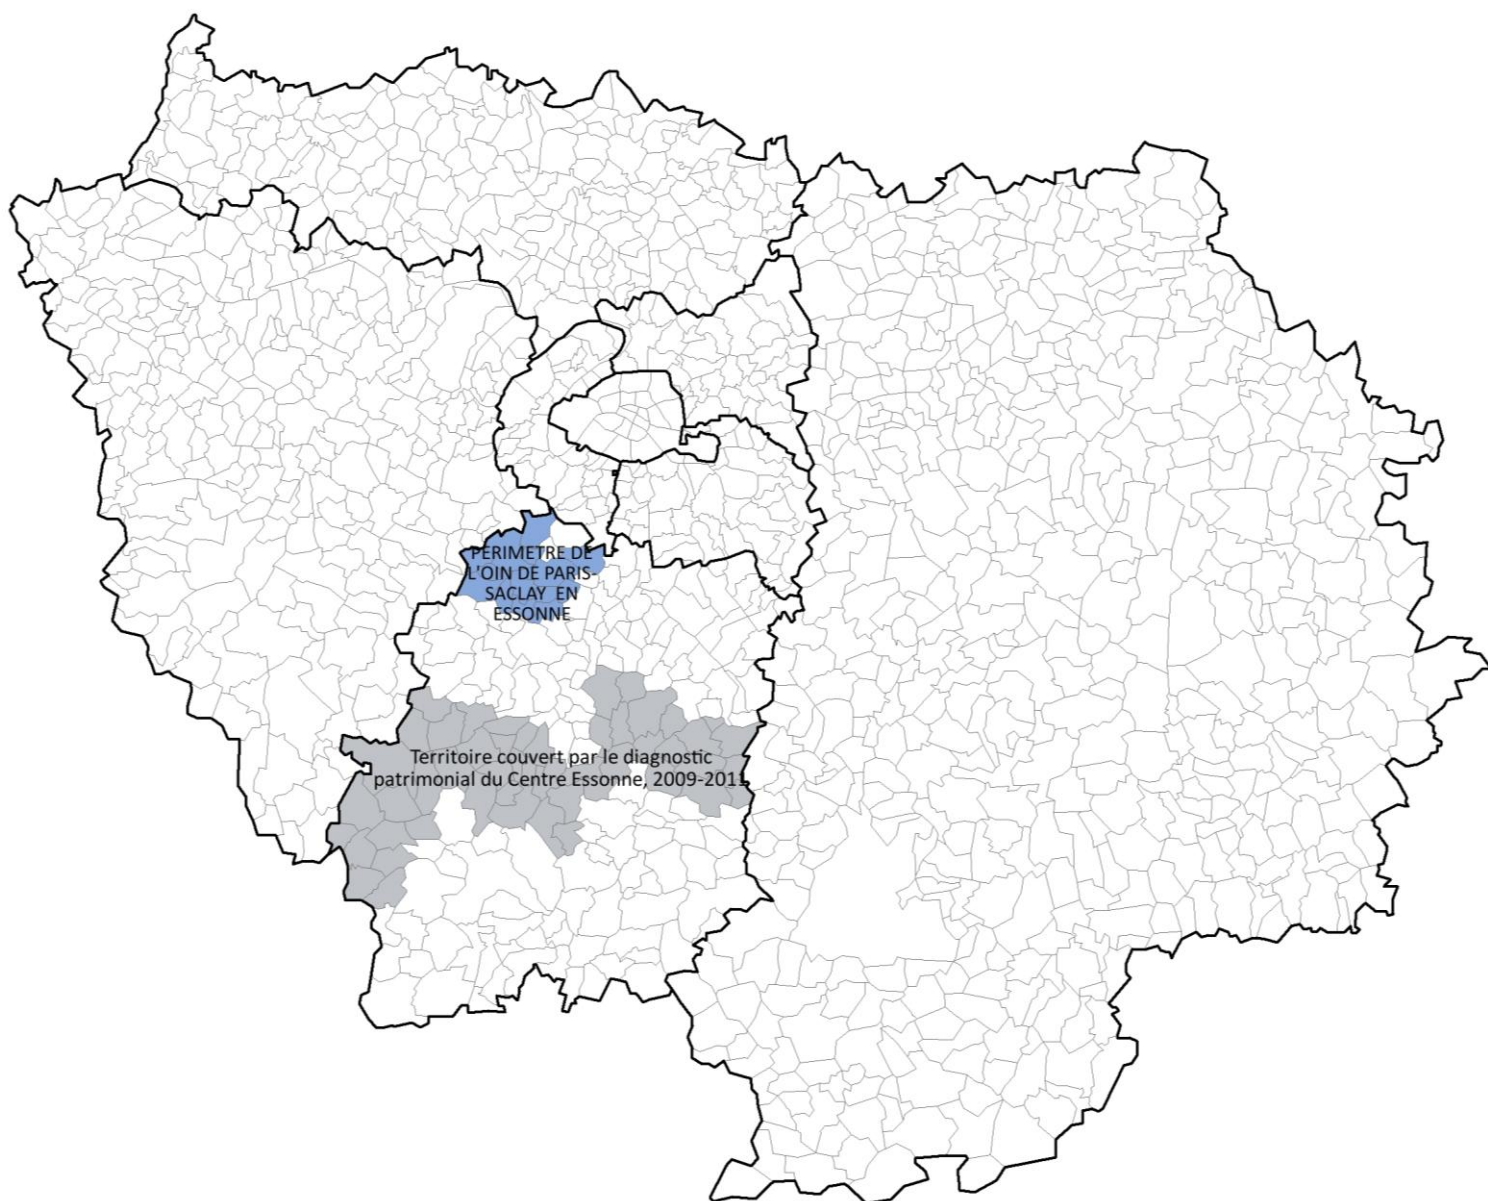 PERIMETRE DE
L'OIN DE PARIS-
SACLAY EN
ESSONNE
Territoire couvert par le diagnostic
patrimonial du Centre Essonne, 2009-2011